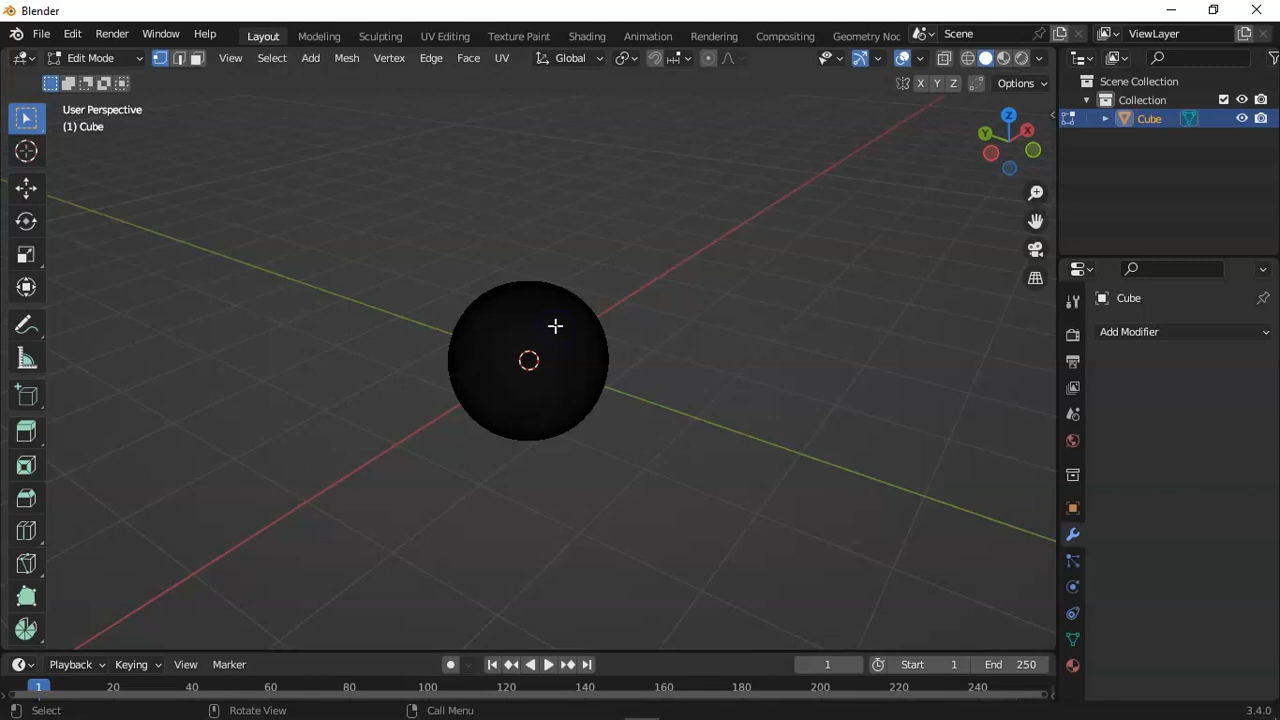 Blender
File Edit Render Window Help Layout Modeling Sculpting UV Editing Texture Paint Shading Animation Rendering Compositing Geometry Noc Scene ViewLayer
Edit Mode View Select Add Mesh Vertex Edge Face UV Global
X Y Z Options
User Perspective
(1) Cube
Z
Y X
Scene Collection
Collection
Cube
Cube
Add Modifier
Playback Keying View Marker 1 Start 1 End 250
1 20 40 60 80 100 120 140 160 180 200 220 240
Select Rotate View Call Menu 3.4.0